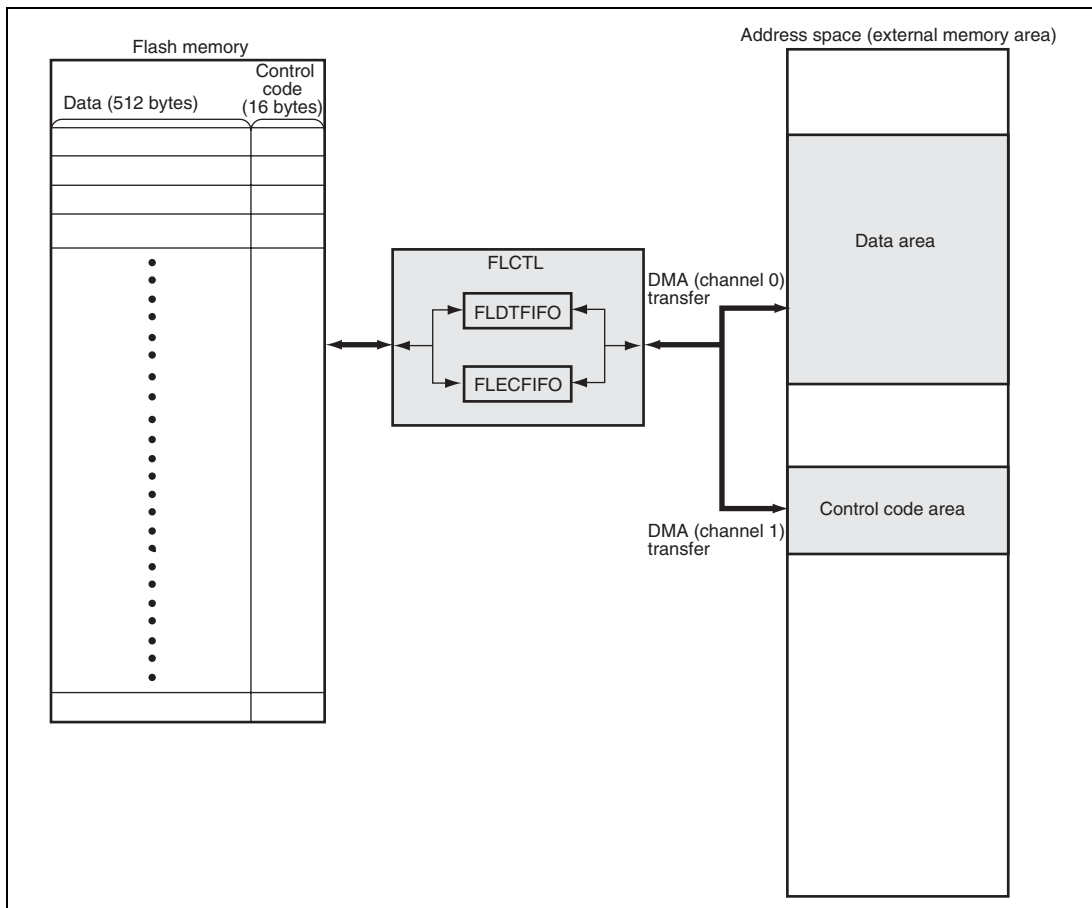 Flash memory
Data (512 bytes)
Control
code
(16 bytes)
FLCTL
FLDTFIFO
FLECFIFO
DMA (channel 0)
transfer
DMA (channel 1)
transfer
Address space (external memory area)
Data area
Control code area